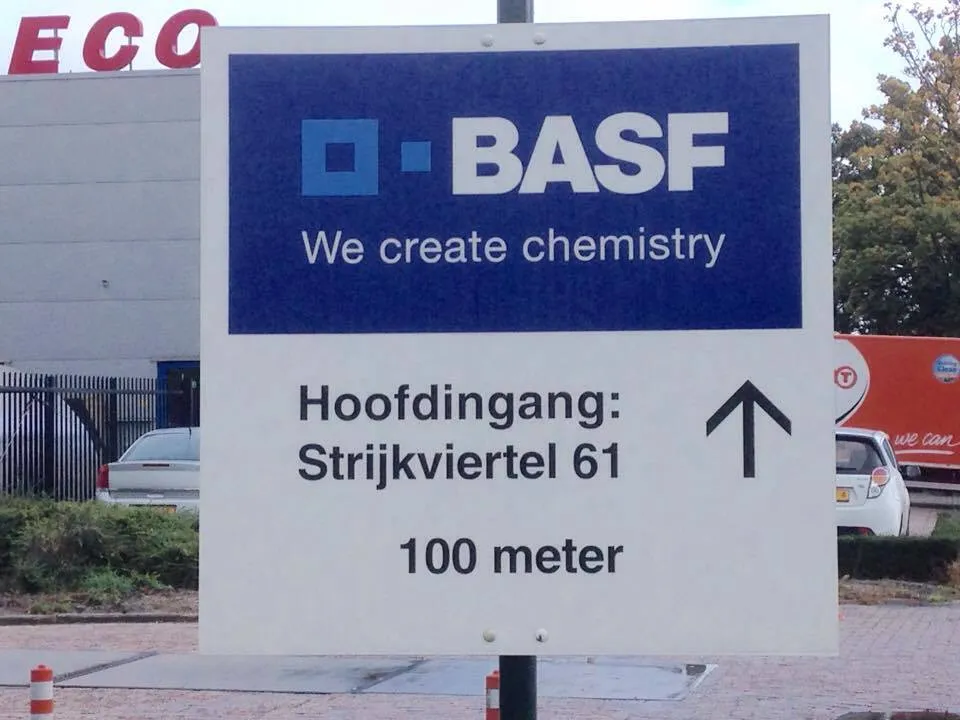 ECO
BASF
We create chemistry
Hoofdingang:
Strijkviertel 61
100 meter
we can